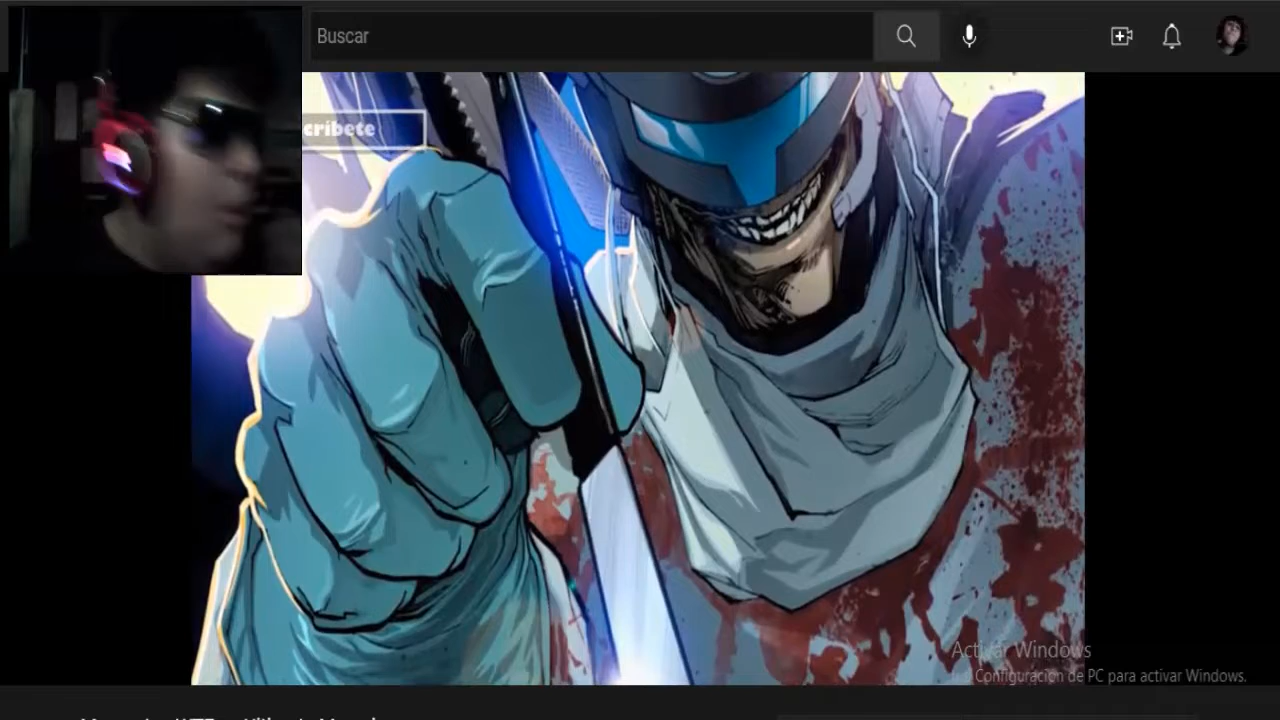 Buscar
cribete
Activar Windows
Configuración de PC para activar Windows.